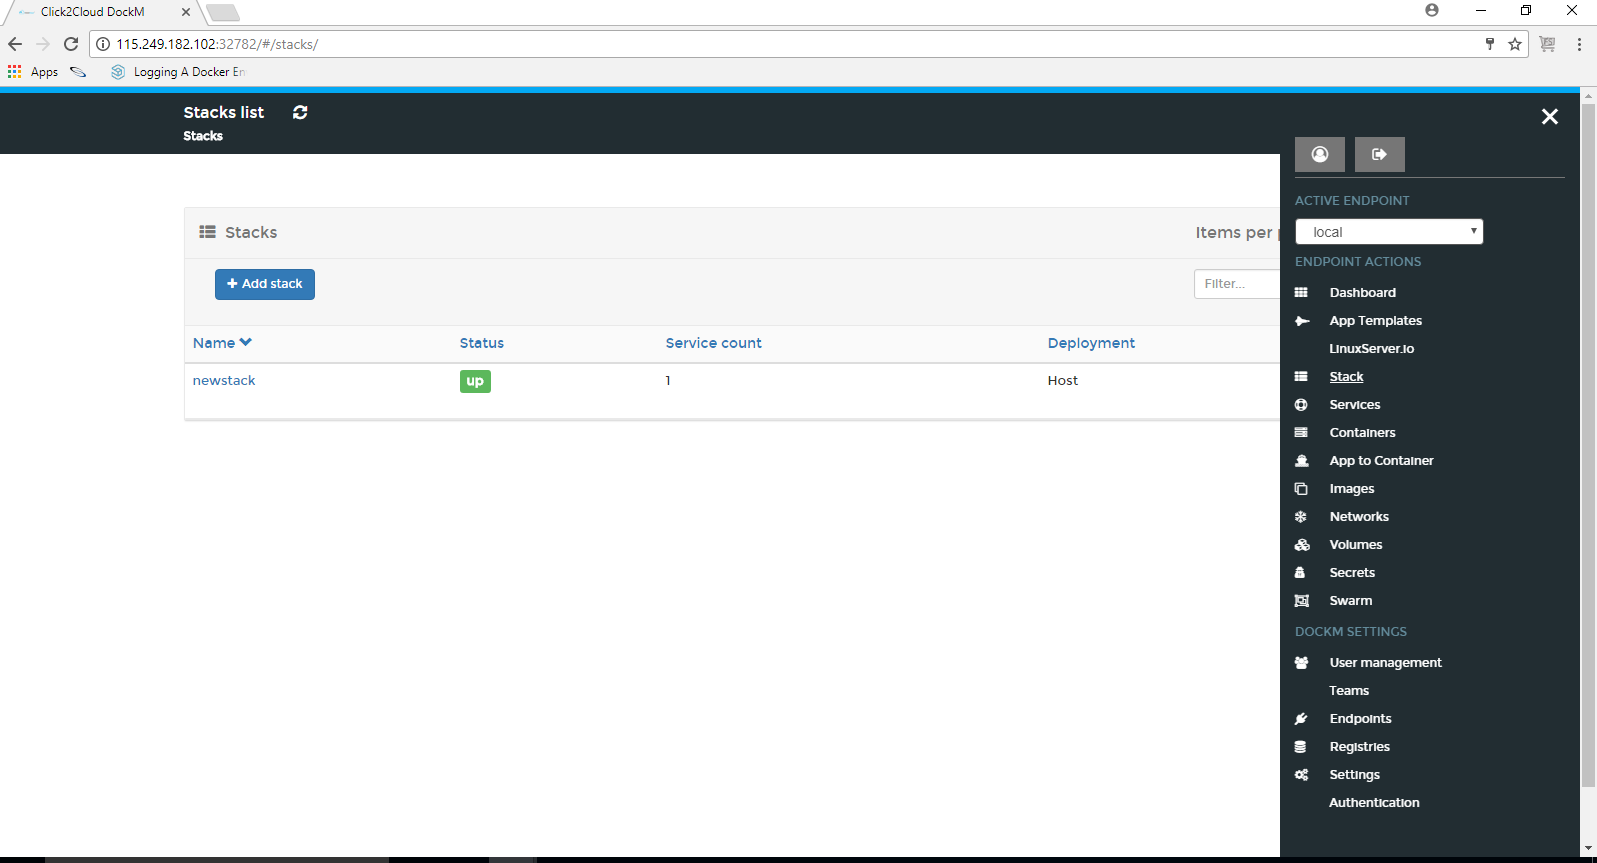 Click2Cloud DockM
115.249.182.102:32782/#/stacks/
Apps
Logging A Docker En
Stacks list
Stacks
Stacks
Items per
Add stack
Filter...
Name
Status
Service count
Deployment
newstack
up
1
Host
ACTIVE ENDPOINT
local
ENDPOINT ACTIONS
Dashboard
App Templates
LinuxServer.io
Stack
Services
Containers
App to Container
Images
Networks
Volumes
Secrets
Swarm
DOCKM SETTINGS
User management
Teams
Endpoints
Registries
Settings
Authentication